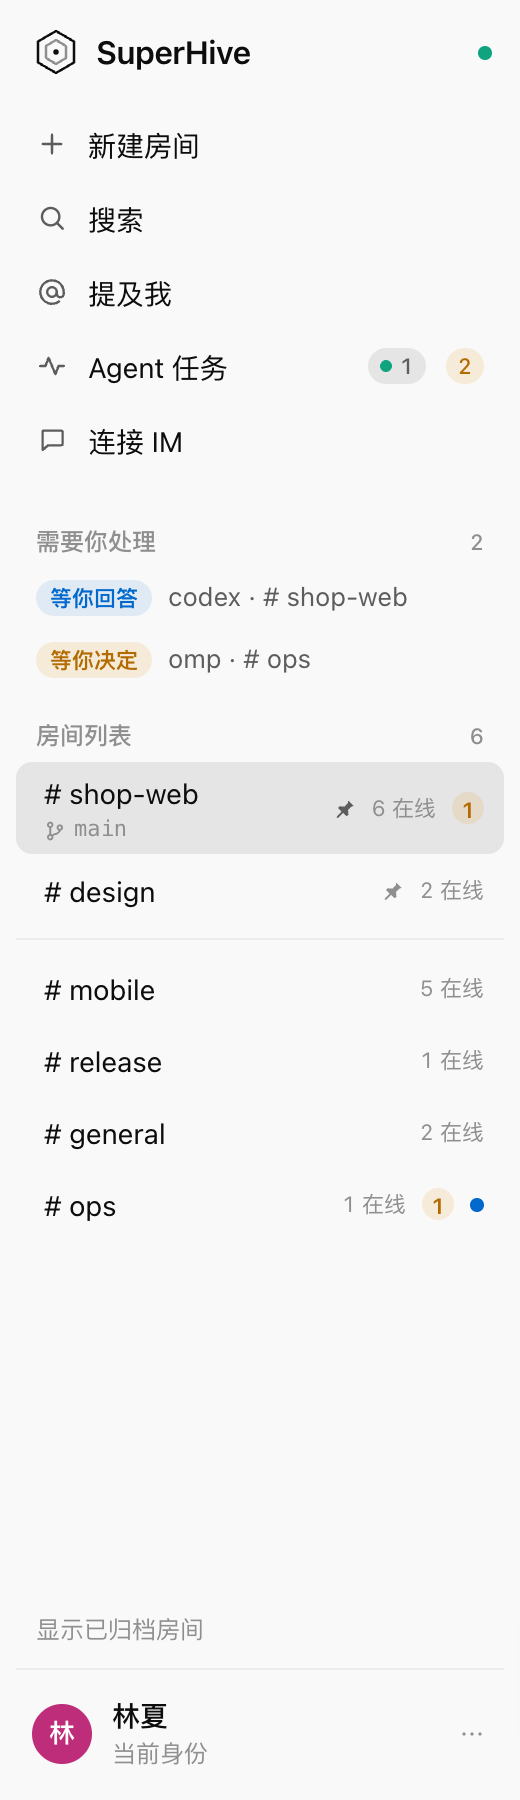 SuperHive
新建房间
搜索
提及我
Agent 任务 1 2
连接 IM
需要你处理 2
等你回答 codex · # shop-web
等你决定 omp · # ops
房间列表 6
# shop-web 6 在线 1
main
# design 2 在线
# mobile 5 在线
# release 1 在线
# general 2 在线
# ops 1 在线 1
显示已归档房间
林 林夏
当前身份